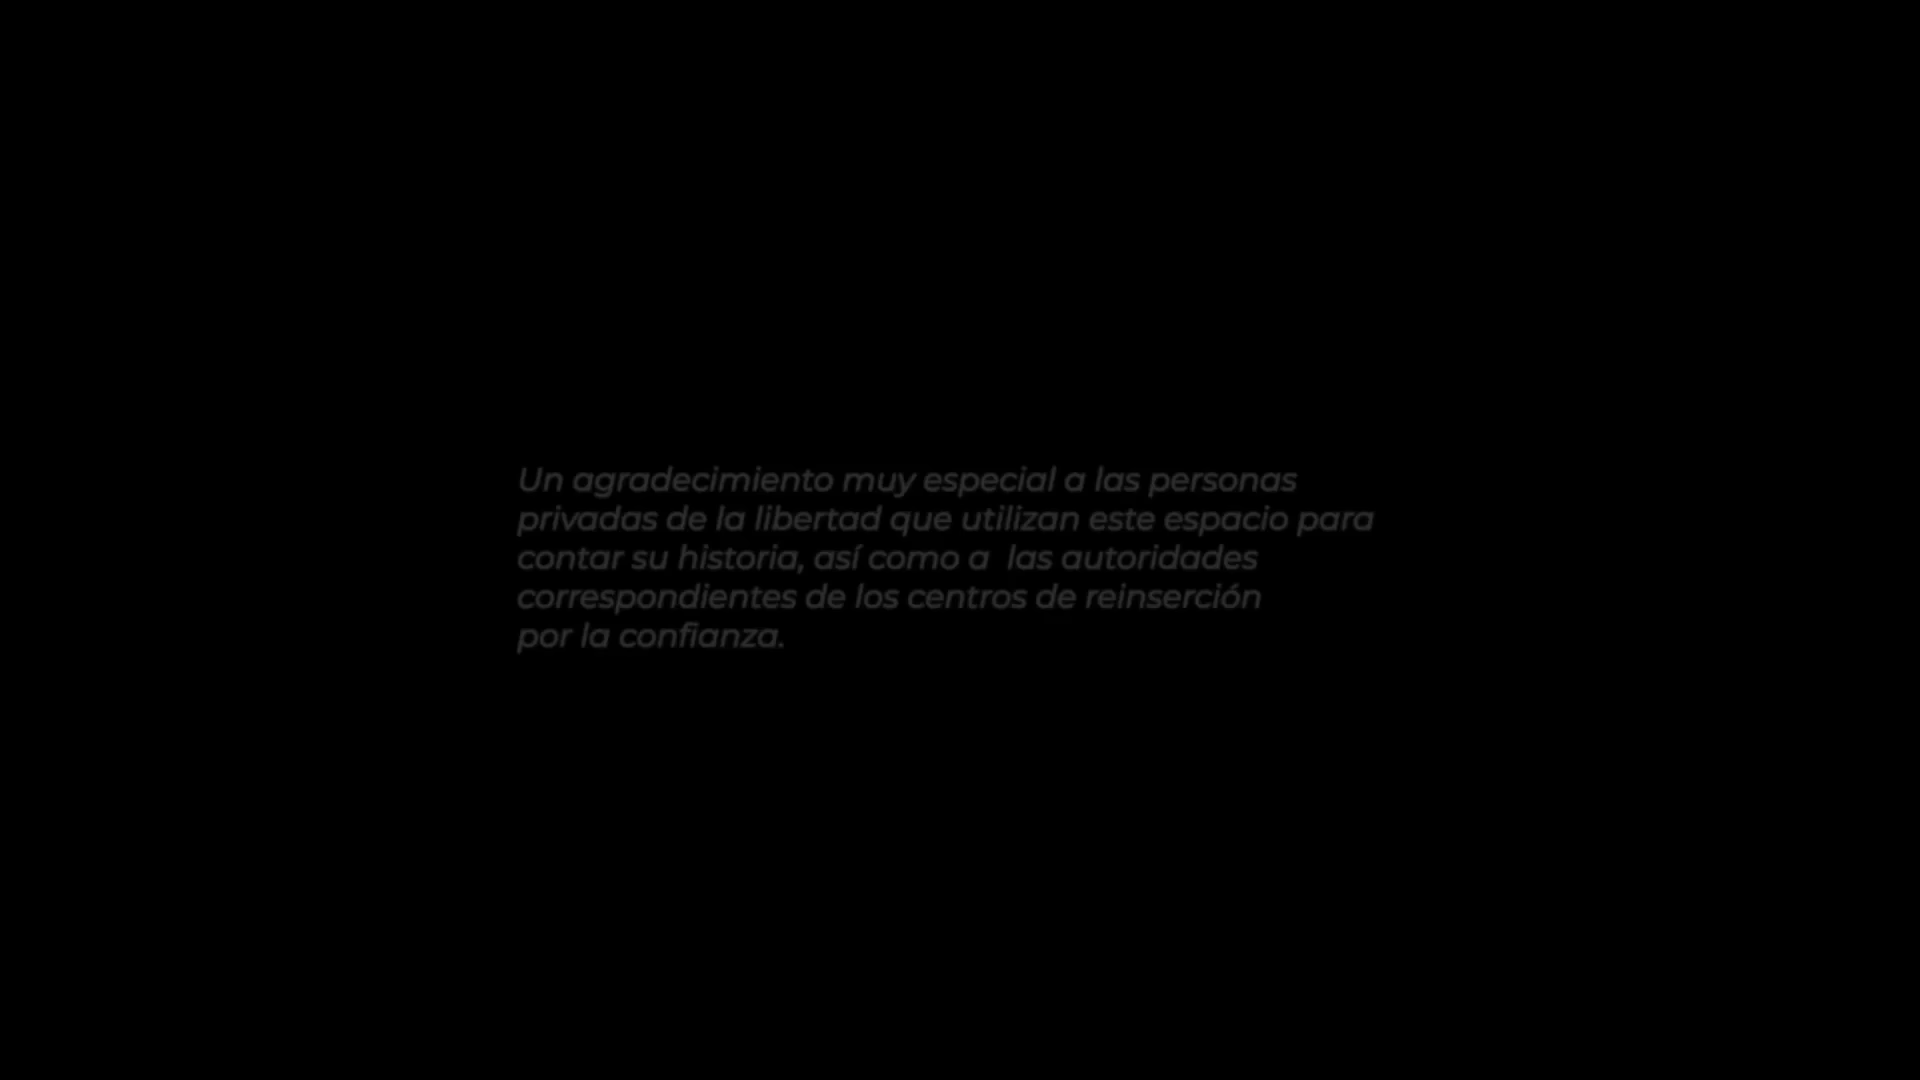 Un agradecimiento muy especial a las personas
privadas de la libertad que utilizan este espacio para
contar su historia, así como a  las autoridades
correspondientes de los centros de reinserción
por la confianza.